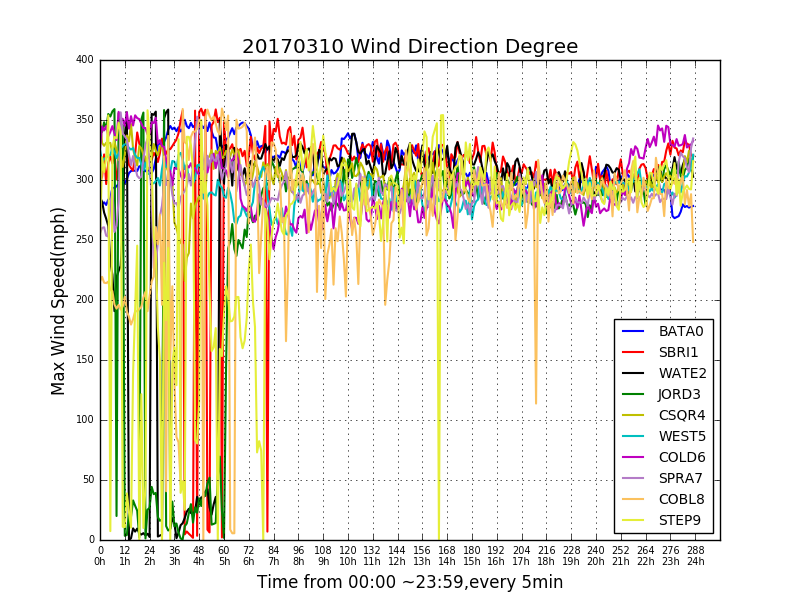 20170310 Wind Direction Degree
400
350
300
250
200
150
100
50
0
Max Wind Speed(mph)
BATA0
SBRI1
WATE2
JORD3
CSQR4
WEST5
COLD6
SPRA7
COBL8
STEP9
0 12 24 36 48 60 72 84 96 108 120 132 144 156 168 180 192 204 216 228 240 252 264 276 288
0h 1h 2h 3h 4h 5h 6h 7h 8h 9h 10h 11h 12h 13h 14h 15h 16h 17h 18h 19h 20h 21h 22h 23h 24h
Time from 00:00 ~23:59,every 5min